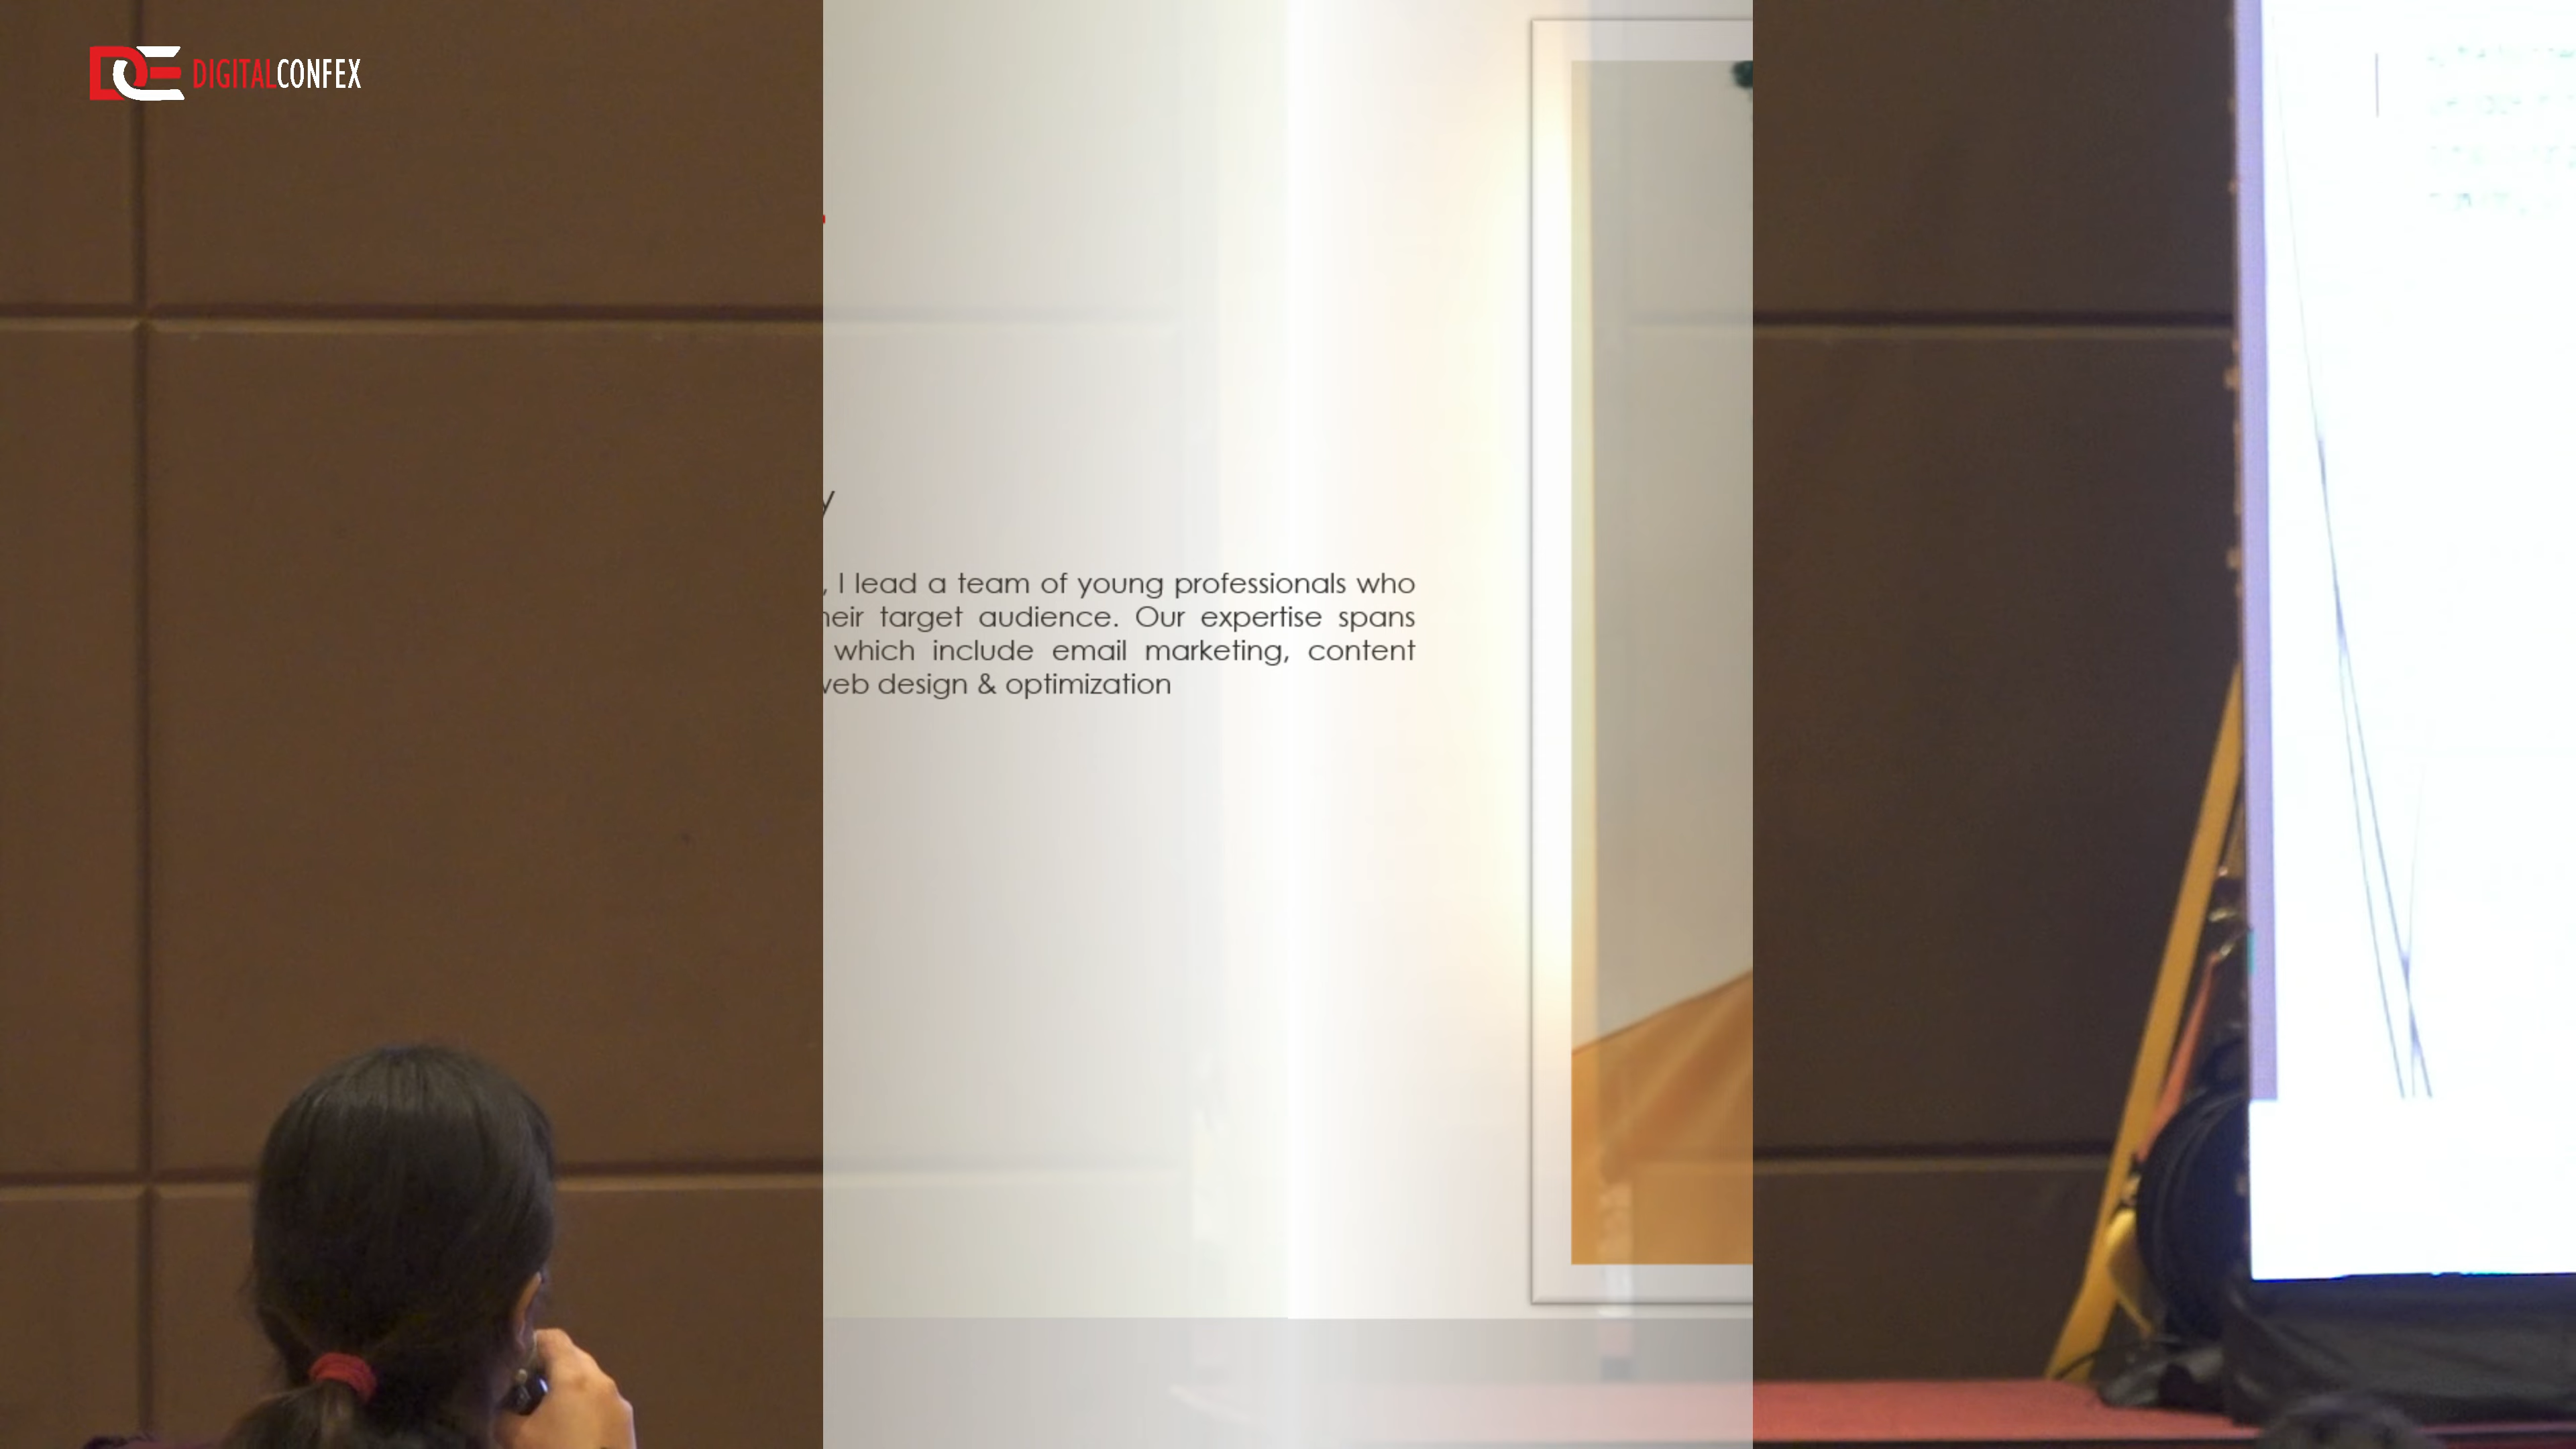 DIGITALCONFEX
y
, I lead a team of young professionals who
heir target audience. Our expertise spans
which include email marketing, content
web design & optimization